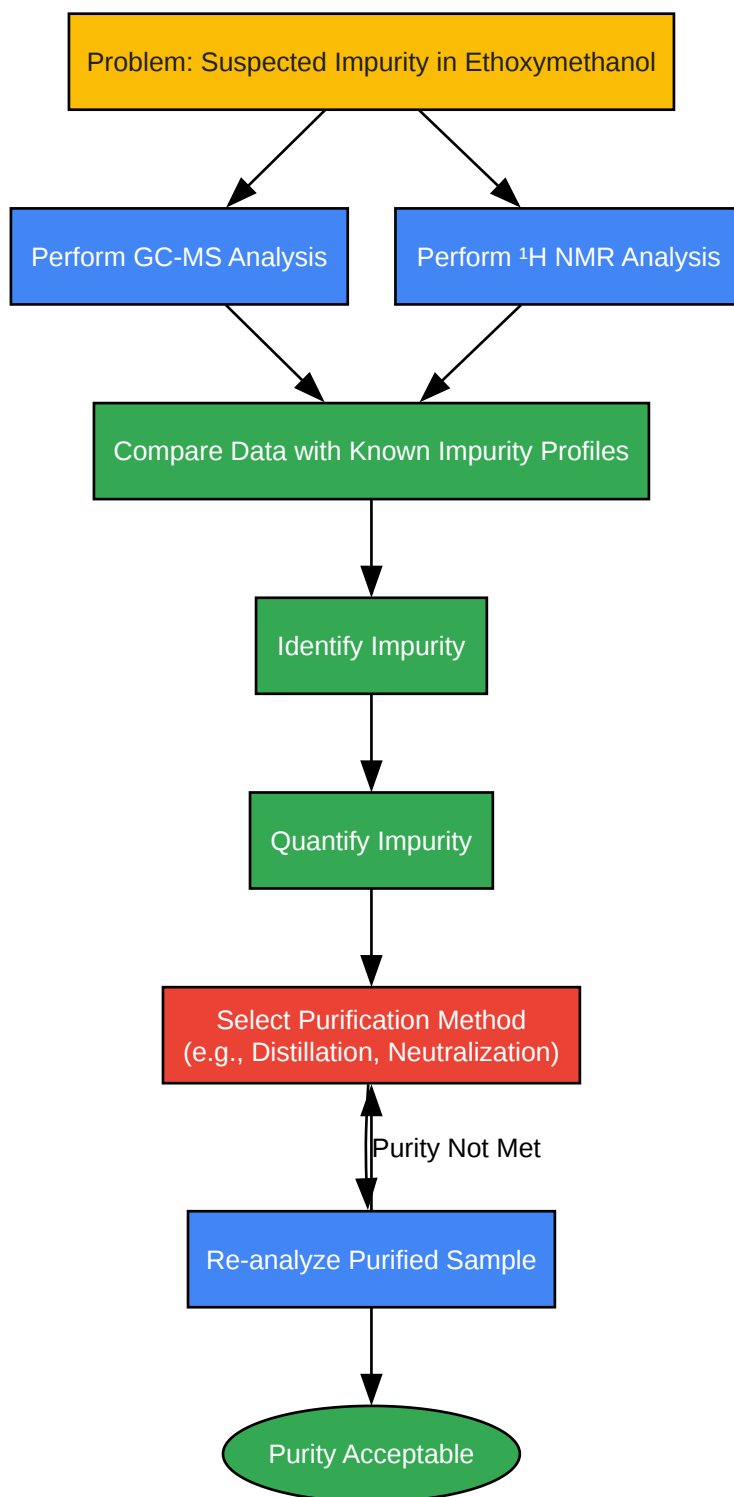 Problem: Suspected Impurity in Ethoxymethanol
Perform GC-MS Analysis
Perform ¹H NMR Analysis
Compare Data with Known Impurity Profiles
Identify Impurity
Quantify Impurity
Select Purification Method
(e.g., Distillation, Neutralization)
Purity Not Met
Re-analyze Purified Sample
Purity Acceptable